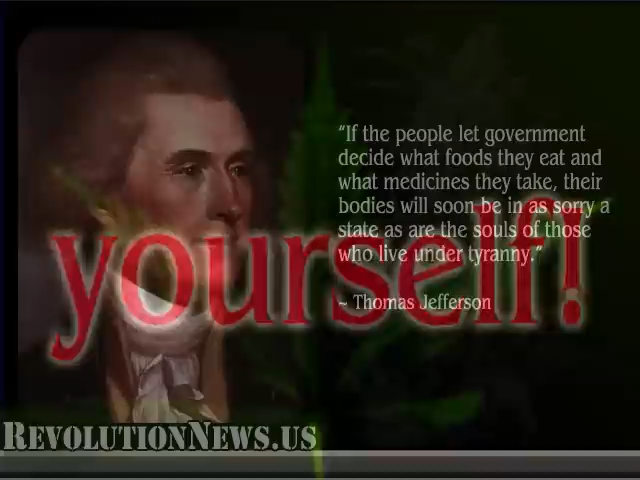 “If the people let government
decide what foods they eat and
what medicines they take, their
bodies will soon be in as sorry a
state as are the souls of those
who live under tyranny.”
~ Thomas Jefferson
yourself!
REVOLUTIONNEWS.US